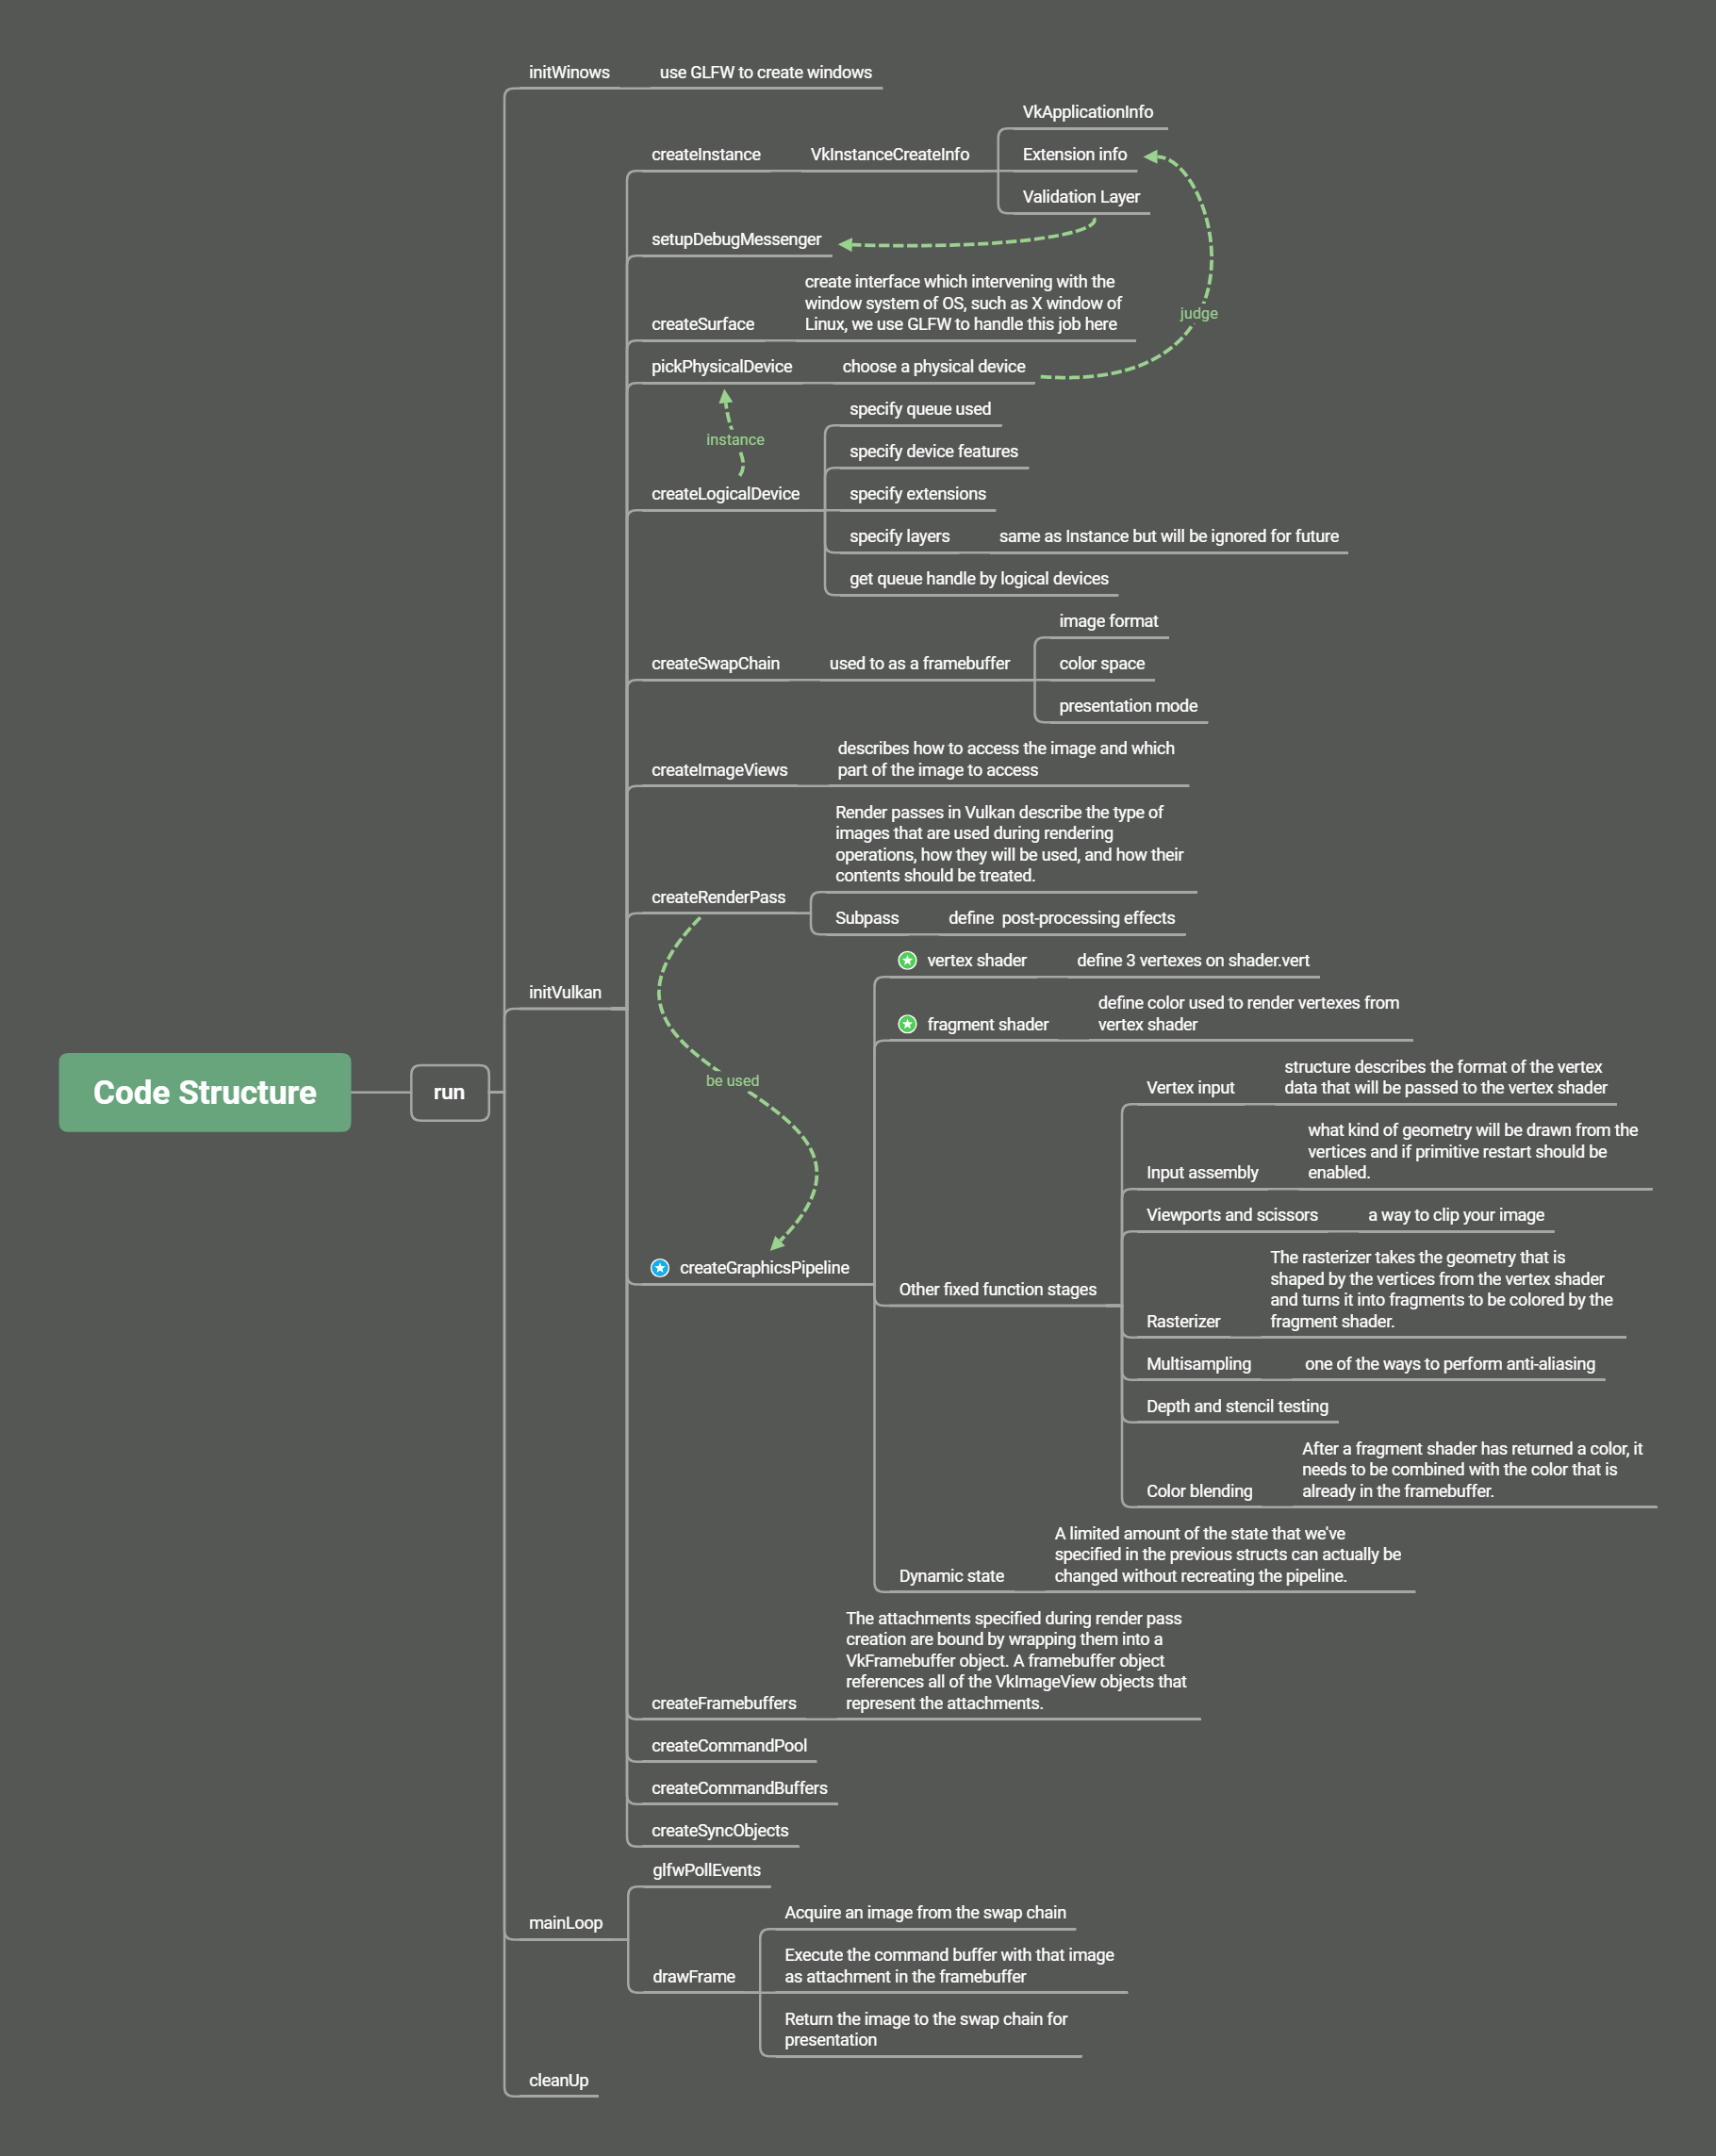 initWinows
use GLFW to create windows
VkApplicationInfo
createInstance
VkInstanceCreateInfo
Extension info
Validation Layer
setupDebugMessenger
create interface which intervening with the
window system of OS, such as X window of
Linux, we use GLFW to handle this job here
createSurface
judge
pickPhysicalDevice
choose a physical device
specify queue used
instance
specify device features
createLogicalDevice
specify extensions
specify layers
same as Instance but will be ignored for future
get queue handle by logical devices
image format
createSwapChain
used to as a framebuffer
color space
presentation mode
describes how to access the image and which
part of the image to access
createImageViews
Render passes in Vulkan describe the type of
images that are used during rendering
operations, how they will be used, and how their
contents should be treated.
createRenderPass
Subpass
define  post-processing effects
vertex shader
define 3 vertexes on shader.vert
initVulkan
define color used to render vertexes from
vertex shader
fragment shader
structure describes the format of the vertex
data that will be passed to the vertex shader
Vertex input
Code Structure
run
be used
what kind of geometry will be drawn from the
vertices and if primitive restart should be
enabled.
Input assembly
Viewports and scissors
a way to clip your image
createGraphicsPipeline
Other fixed function stages
The rasterizer takes the geometry that is
shaped by the vertices from the vertex shader
and turns it into fragments to be colored by the
fragment shader.
Rasterizer
Multisampling
one of the ways to perform anti-aliasing
Depth and stencil testing
After a fragment shader has returned a color, it
needs to be combined with the color that is
already in the framebuffer.
Color blending
A limited amount of the state that we've
specified in the previous structs can actually be
changed without recreating the pipeline.
Dynamic state
The attachments specified during render pass
creation are bound by wrapping them into a
VkFramebuffer object. A framebuffer object
references all of the VkImageView objects that
represent the attachments.
createFramebuffers
createCommandPool
createCommandBuffers
createSyncObjects
glfwPollEvents
mainLoop
Acquire an image from the swap chain
Execute the command buffer with that image
as attachment in the framebuffer
drawFrame
Return the image to the swap chain for
presentation
cleanUp